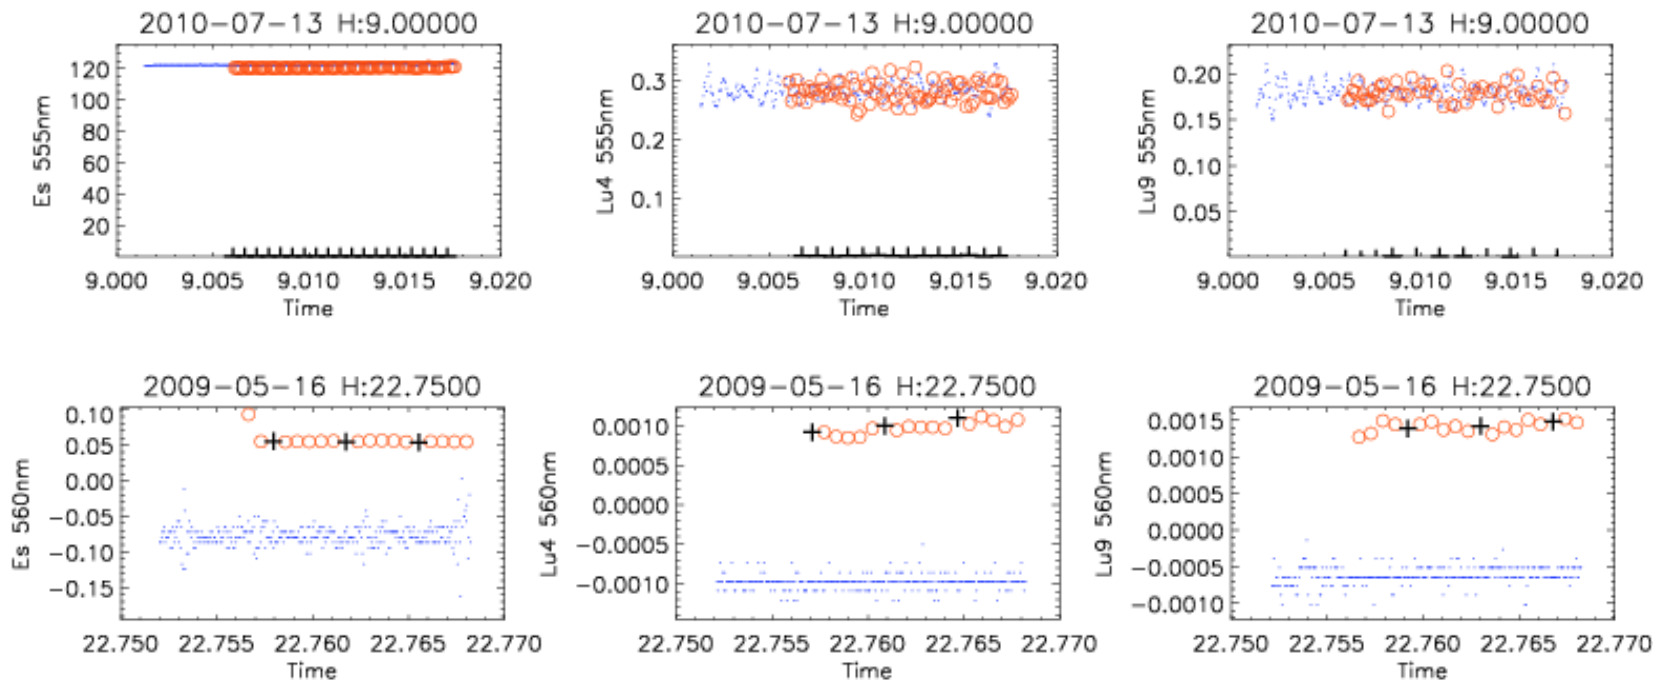 2010-07-13 H:9.00000
Es 555nm
120
100
80
60
40
20
9.000 9.005 9.010 9.015 9.020
Time
2010-07-13 H:9.00000
Lu4 555nm
0.3
0.2
0.1
9.000 9.005 9.010 9.015 9.020
Time
2010-07-13 H:9.00000
Lu9 555nm
0.20
0.15
0.10
0.05
9.000 9.005 9.010 9.015 9.020
Time
2009-05-16 H:22.7500
Es 560nm
0.10
0.05
0.00
-0.05
-0.10
-0.15
22.750 22.755 22.760 22.765 22.770
Time
2009-05-16 H:22.7500
Lu4 560nm
0.0010
0.0005
0.0000
-0.0005
-0.0010
22.750 22.755 22.760 22.765 22.770
Time
2009-05-16 H:22.7500
Lu9 560nm
0.0015
0.0010
0.0005
0.0000
-0.0005
-0.0010
22.750 22.755 22.760 22.765 22.770
Time